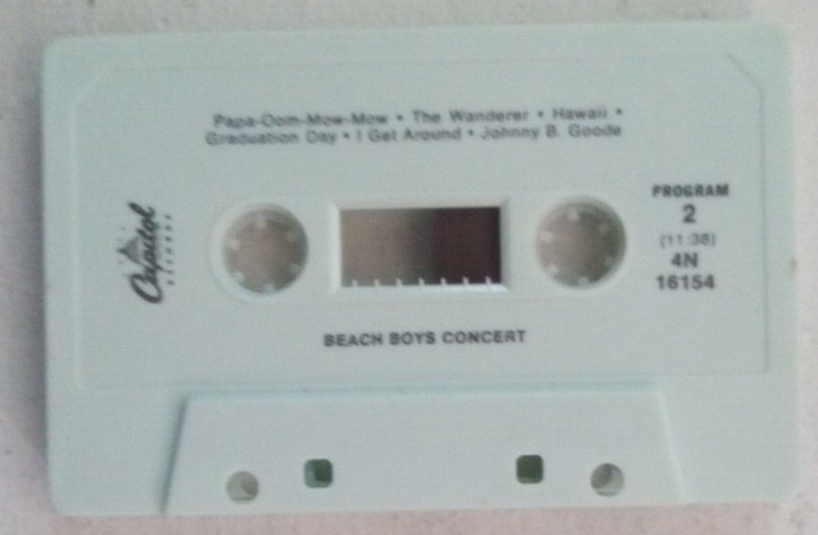 Papa-Oom-Mow-Mow • The Wanderer • Hawaii •
Graduation Day • I Get Around • Johnny B. Goode
Capitol
RECORDS
PROGRAM
2
(11:38)
4N
16154
BEACH BOYS CONCERT